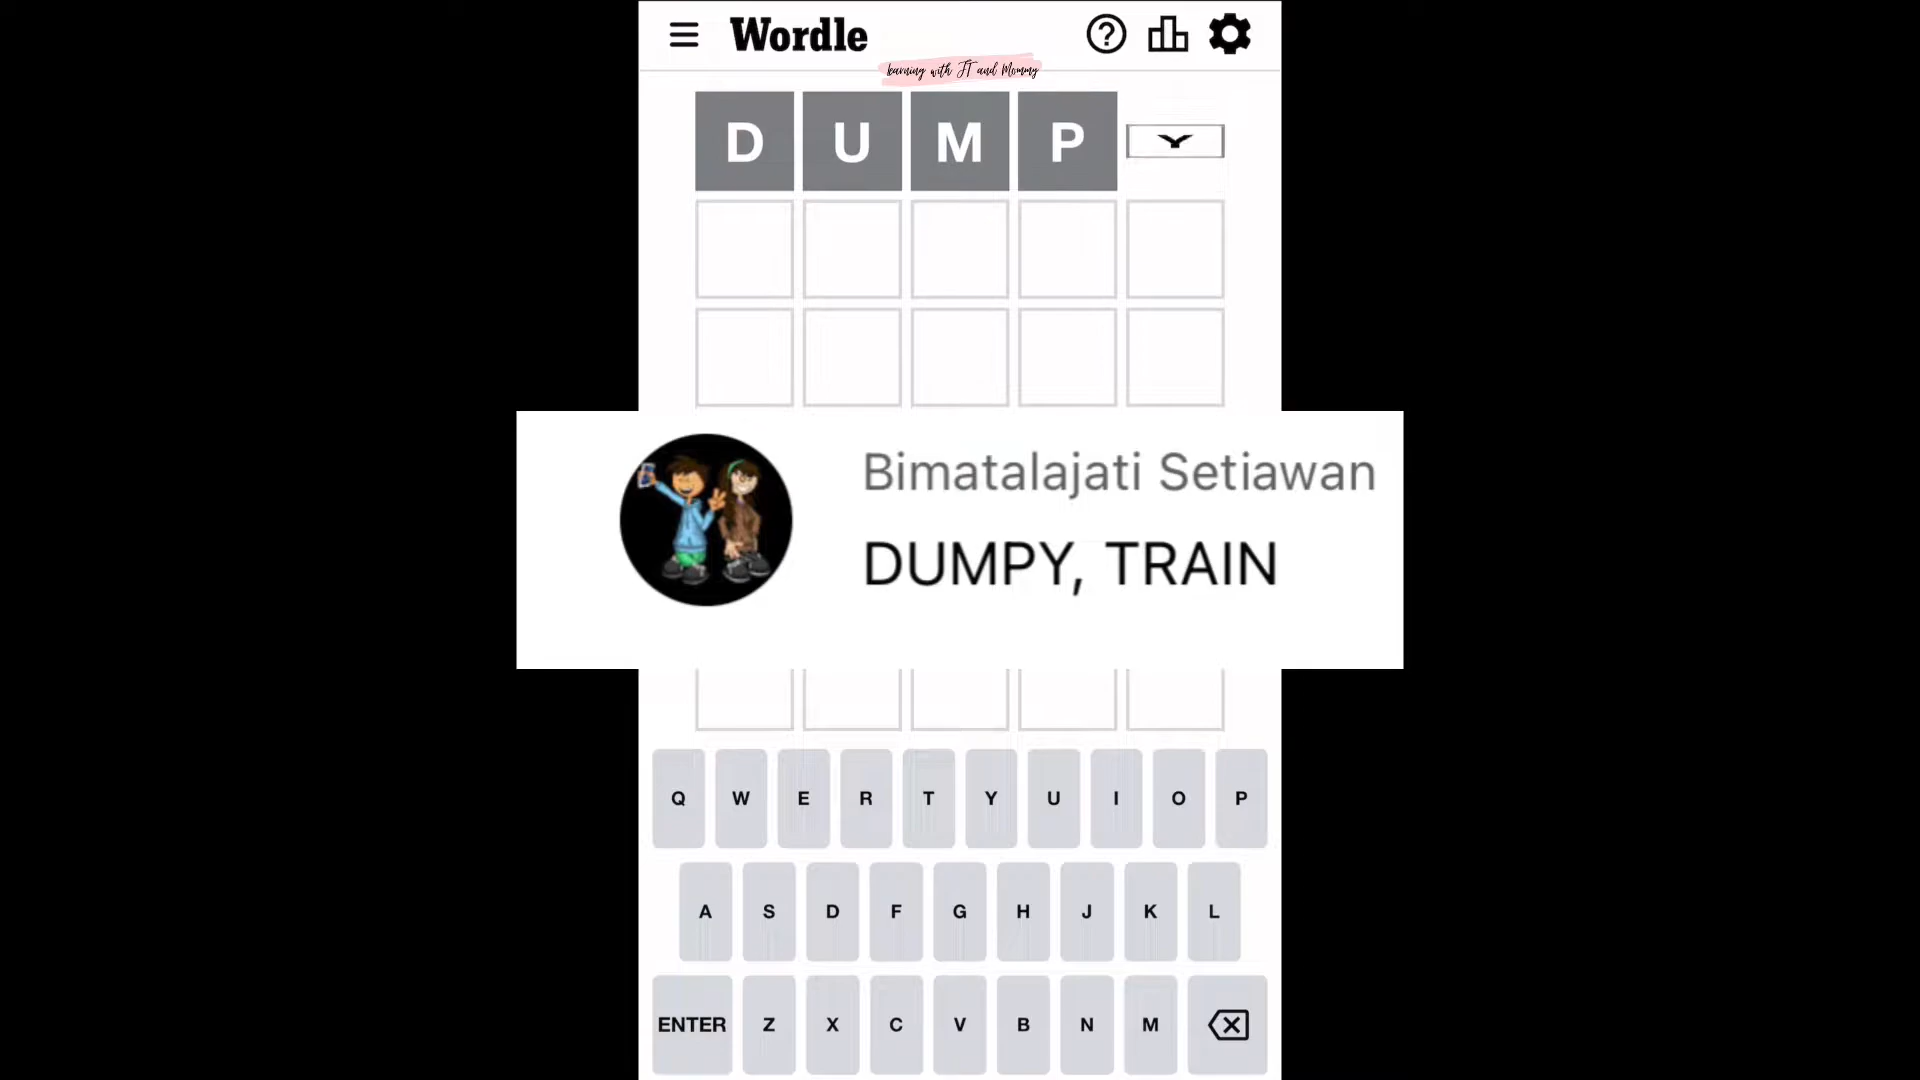 Wordle
learning with JT and Mommy
D U M P Y
Bimatalajati Setiawan
DUMPY, TRAIN
Q W E R T Y U I O P
A S D F G H J K L
ENTER Z X C V B N M